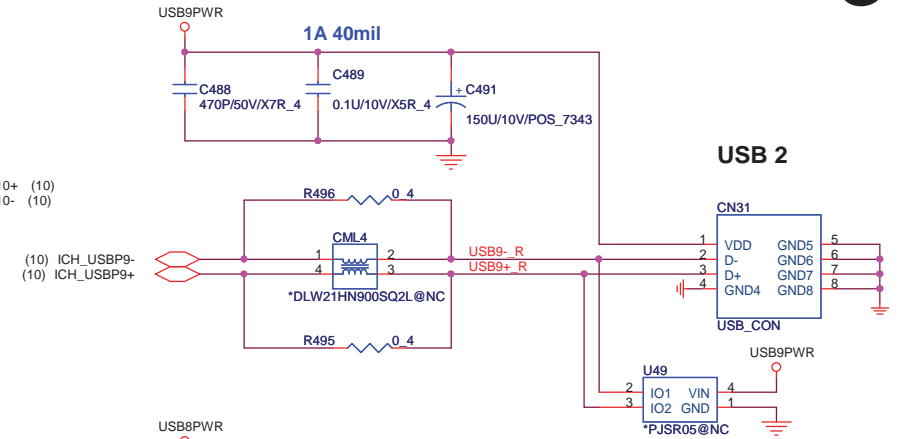 USB9PWR
1A 40mil
C488
470P/50V/X7R_4
C489
0.1U/10V/X5R_4
+ C491
150U/10V/POS_7343
USB 2
10+ (10)
10- (10)
R496 0_4
CML4
1 2
4 3
*DLW21HN900SQ2L@NC
(10) ICH_USBP9-
(10) ICH_USBP9+
USB9-_R
USB9+_R
R495 0_4
CN31
1 VDD GND5 5
2 D- GND6 6
3 D+ GND7 7
4 GND4 GND8 8
USB_CON
USB9PWR
U49
2 IO1 VIN 4
3 IO2 GND 1
*PJSR05@NC
USB8PWR